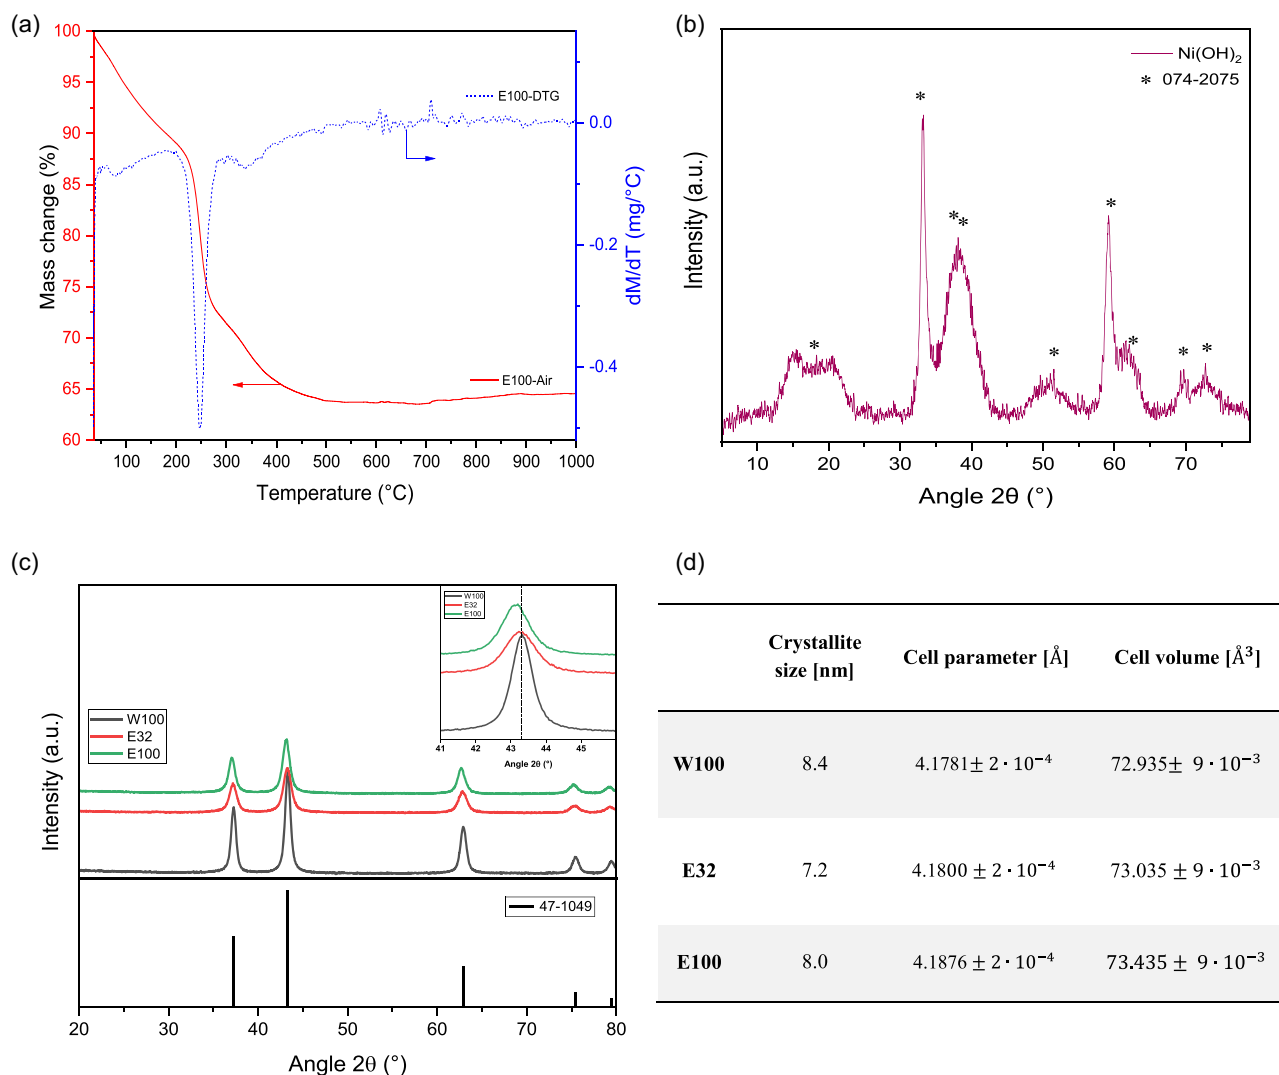 (a)
100
95
90
85
80
75
70
65
60
Mass change (%)
E100-DTG
E100-Air
0.0
-0.2
-0.4
dM/dT (mg/°C)
100 200 300 400 500 600 700 800 900 1000
Temperature (°C)
(b)
Ni(OH)2
* 074-2075
* * * * * * * * *
Intensity (a.u.)
10 20 30 40 50 60 70
Angle 2θ (°)
(c)
W100
E32
E100
41 42 43 44 45
Angle 2θ (°)
W100
E32
E100
Intensity (a.u.)
47-1049
20 30 40 50 60 70 80
Angle 2θ (°)
(d)
Crystallite size [nm] Cell parameter [Å] Cell volume [Å³]
W100 8.4 4.1781 ± 2 · 10⁻⁴ 72.935 ± 9 · 10⁻³
E32 7.2 4.1800 ± 2 · 10⁻⁴ 73.035 ± 9 · 10⁻³
E100 8.0 4.1876 ± 2 · 10⁻⁴ 73.435 ± 9 · 10⁻³